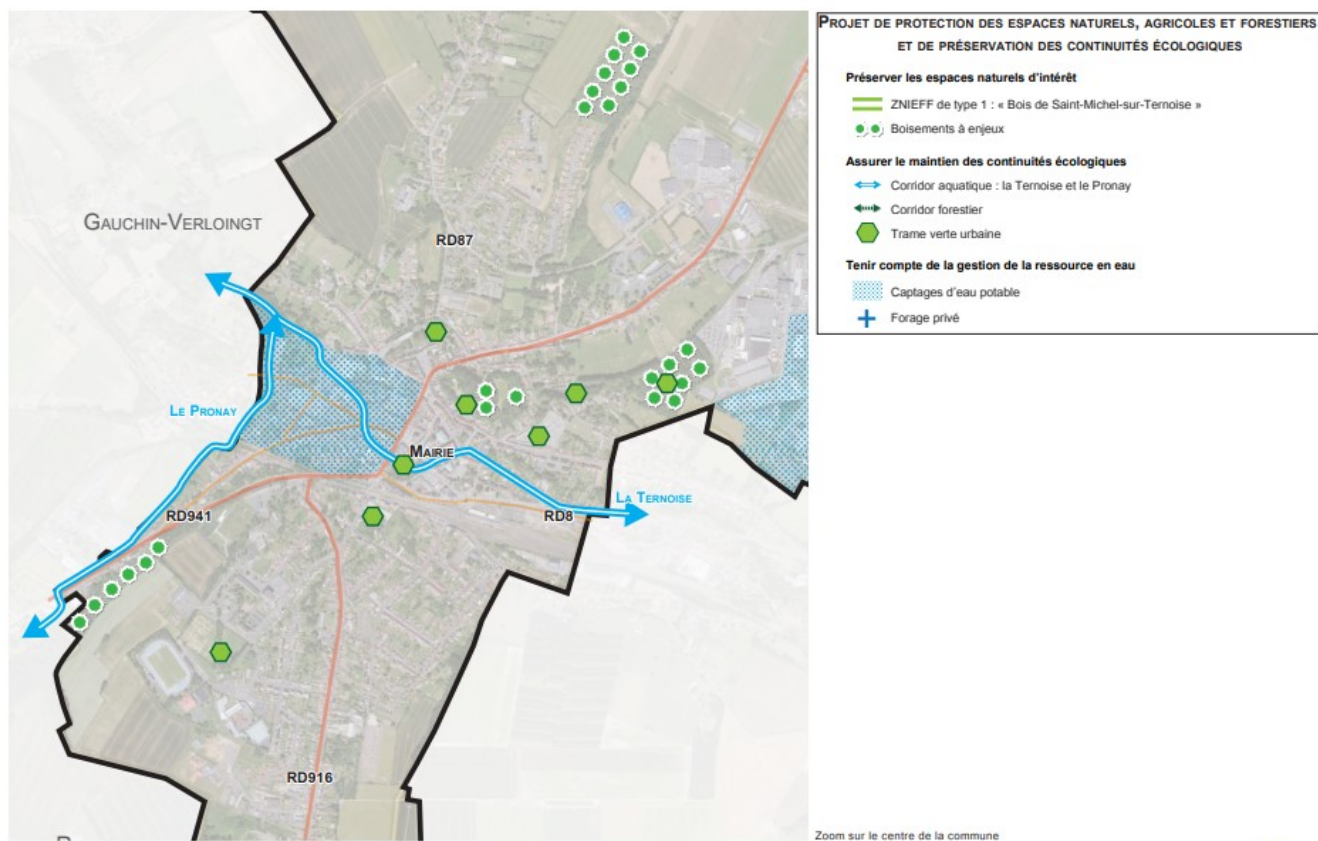 PROJET DE PROTECTION DES ESPACES NATURELS, AGRICOLES ET FORESTIERS
ET DE PRÉSERVATION DES CONTINUITÉS ÉCOLOGIQUES
Préserver les espaces naturels d'intérêt
ZNIEFF de type 1 : « Bois de Saint-Michel-sur-Ternoise »
Boisements à enjeux
Assurer le maintien des continuités écologiques
Corridor aquatique : la Ternoise et le Pronay
Corridor forestier
Trame verte urbaine
Tenir compte de la gestion de la ressource en eau
Captages d'eau potable
Forage privé
GAUCHIN-VERLOINGT
RD87
LE PRONAY
MAIRIE
LA TERNOISE
RD941
RD8
RD916
Zoom sur le centre de la commune